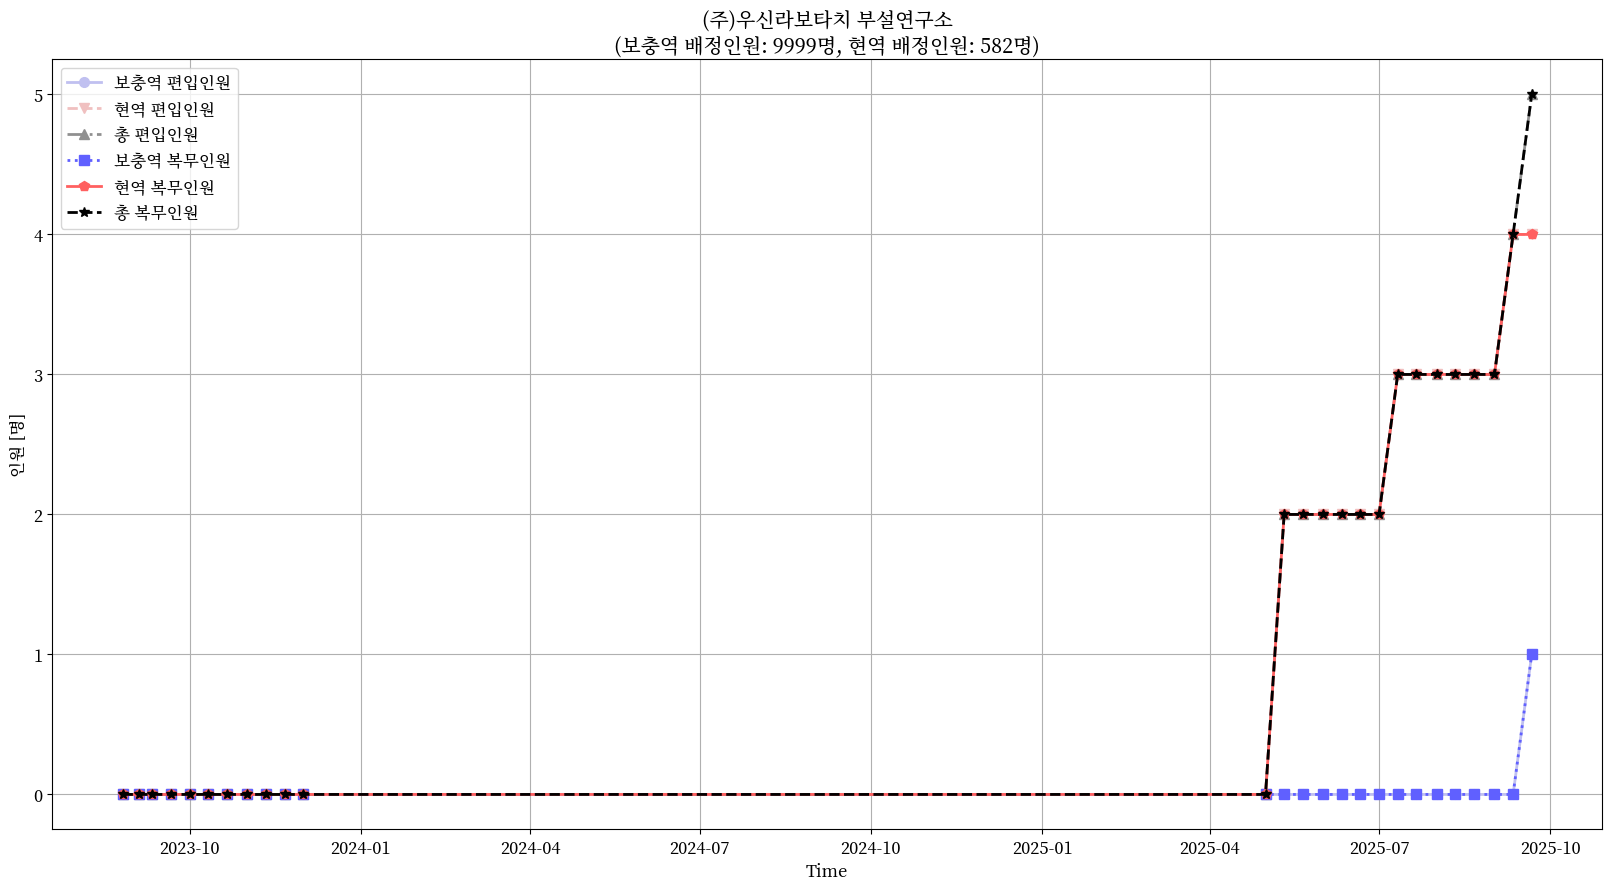 (주)우신라보타치 부설연구소
(보충역 배정인원: 9999명, 현역 배정인원: 582명)
보충역 편입인원
현역 편입인원
총 편입인원
보충역 복무인원
현역 복무인원
총 복무인원
인원 [명]
5
4
3
2
1
0
2023-10
2024-01
2024-04
2024-07
2024-10
2025-01
2025-04
2025-07
2025-10
Time